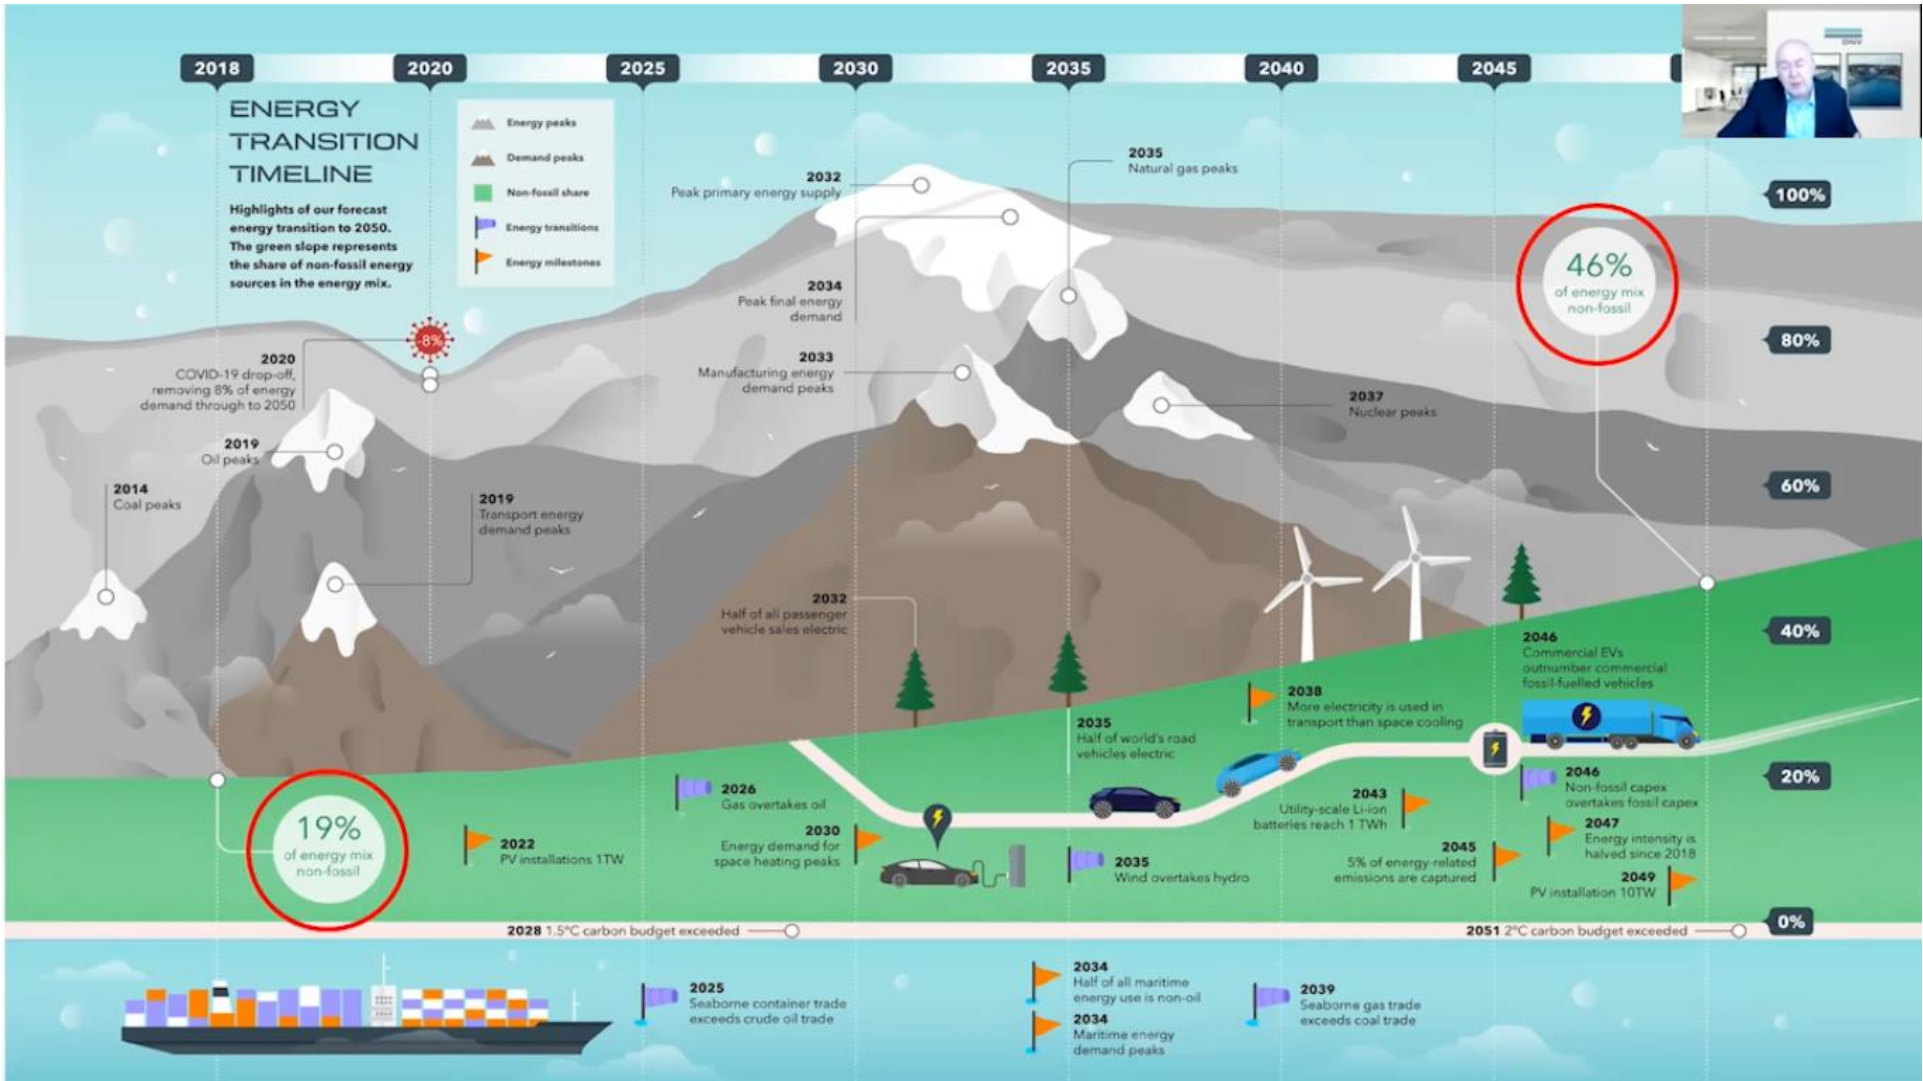 2018
2020
2025
2030
2035
2040
2045
DNV
ENERGY
TRANSITION
TIMELINE
Highlights of our forecast
energy transition to 2050.
The green slope represents
the share of non-fossil energy
sources in the energy mix.
Energy peaks
Demand peaks
Non-fossil share
Energy transitions
Energy milestones
2032
Peak primary energy supply
2035
Natural gas peaks
100%
46%
of energy mix
non-fossil
2034
Peak final energy
demand
80%
-8%
2020
COVID-19 drop-off,
removing 8% of energy
demand through to 2050
2033
Manufacturing energy
demand peaks
2037
Nuclear peaks
2019
Oil peaks
2014
Coal peaks
2019
Transport energy
demand peaks
60%
2032
Half of all passenger
vehicle sales electric
40%
2046
Commercial EVs
outnumber commercial
fossil-fuelled vehicles
2038
More electricity is used in
transport than space cooling
2035
Half of world's road
vehicles electric
20%
19%
of energy mix
non-fossil
2022
PV installations 1TW
2026
Gas overtakes oil
2030
Energy demand for
space heating peaks
2035
Wind overtakes hydro
2043
Utility-scale Li-ion
batteries reach 1 TWh
2046
Non-fossil capex
overtakes fossil capex
2045
5% of energy-related
emissions are captured
2047
Energy intensity is
halved since 2018
2049
PV installation 10TW
0%
2028 1.5°C carbon budget exceeded
2051 2°C carbon budget exceeded
2025
Seaborne container trade
exceeds crude oil trade
2034
Half of all maritime
energy use is non-oil
2034
Maritime energy
demand peaks
2039
Seaborne gas trade
exceeds coal trade